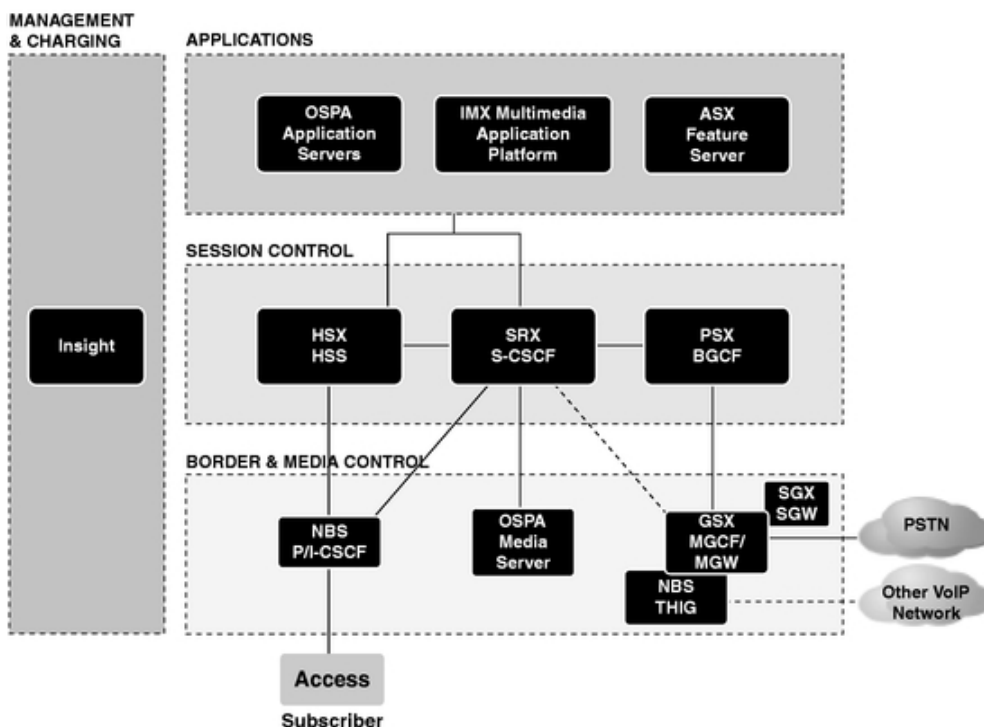 MANAGEMENT
& CHARGING
APPLICATIONS
OSPA
Application
Servers
IMX Multimedia
Application
Platform
ASX
Feature
Server
SESSION CONTROL
Insight
HSX
HSS
SRX
S-CSCF
PSX
BGCF
BORDER & MEDIA CONTROL
NBS
P/I-CSCF
OSPA
Media
Server
GSX
MGCF/
MGW
SGX
SGW
NBS
THIG
PSTN
Other VoIP
Network
Access
Subscriber